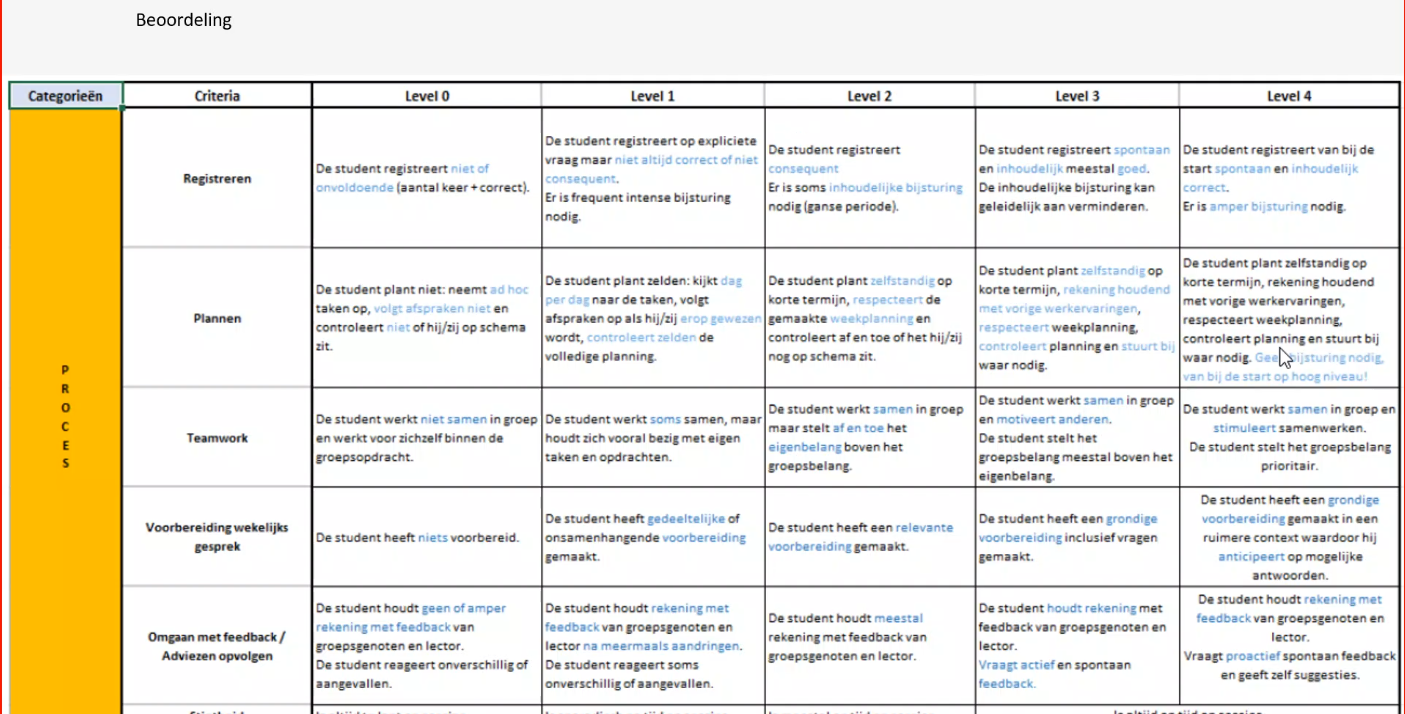 Beoordeling
Categorieën Criteria Level 0 Level 1 Level 2 Level 3 Level 4
P
R
O
C
E
S
Registreren
De student registreert niet of
onvoldoende (aantal keer + correct).
De student registreert op expliciete
vraag maar niet altijd correct of niet
consequent.
Er is frequent intense bijsturing
nodig.
De student registreert
consequent
Er is soms inhoudelijke bijsturing
nodig (ganse periode).
De student registreert spontaan
en inhoudelijk meestal goed.
De inhoudelijke bijsturing kan
geleidelijk aan verminderen.
De student registreert van bij de
start spontaan en inhoudelijk
correct.
Er is amper bijsturing nodig.
Plannen
De student plant niet: neemt ad hoc
taken op, volgt afspraken niet en
controleert niet of hij/zij op schema
zit.
De student plant zelden: kijkt dag
per dag naar de taken, volgt
afspraken op als hij/zij erop gewezen
wordt, controleert zelden de
volledige planning.
De student plant zelfstandig op
korte termijn, respecteert de
gemaakte weekplanning en
controleert af en toe of het hij/zij
nog op schema zit.
De student plant zelfstandig op
korte termijn, rekening houdend
met vorige werkervaringen,
respecteert weekplanning,
controleert planning en stuurt bij
waar nodig.
De student plant zelfstandig op
korte termijn, rekening houdend
met vorige werkervaringen,
respecteert weekplanning,
controleert planning en stuurt bij
waar nodig. Geen bijsturing nodig,
van bij de start op hoog niveau!
Teamwork
De student werkt niet samen in groep
en werkt voor zichzelf binnen de
groepsopdracht.
De student werkt soms samen, maar
houdt zich vooral bezig met eigen
taken en opdrachten.
De student werkt samen in groep
maar stelt af en toe het
eigenbelang boven het
groepsbelang.
De student werkt samen in groep
en motiveert anderen.
De student stelt het
groepsbelang meestal boven het
eigenbelang.
De student werkt samen in groep en
stimuleert samenwerken.
De student stelt het groepsbelang
prioritair.
Voorbereiding wekelijks
gesprek
De student heeft niets voorbereid.
De student heeft gedeeltelijke of
onsamenhangende voorbereiding
gemaakt.
De student heeft een relevante
voorbereiding gemaakt.
De student heeft een grondige
voorbereiding inclusief vragen
gemaakt.
De student heeft een grondige
voorbereiding gemaakt in een
ruimere context waardoor hij
anticipeert op mogelijke
antwoorden.
Omgaan met feedback /
Adviezen opvolgen
De student houdt geen of amper
rekening met feedback van
groepsgenoten en lector.
De student reageert onverschillig of
aangevallen.
De student houdt rekening met
feedback van groepsgenoten en
lector na meermaals aandringen.
De student reageert soms
onverschillig of aangevallen.
De student houdt meestal
rekening met feedback van
groepsgenoten en lector.
De student houdt rekening met
feedback van groepsgenoten en
lector.
Vraagt actief en spontaan
feedback.
De student houdt rekening met
feedback van groepsgenoten en
lector.
Vraagt proactief spontaan feedback
en geeft zelf suggesties.